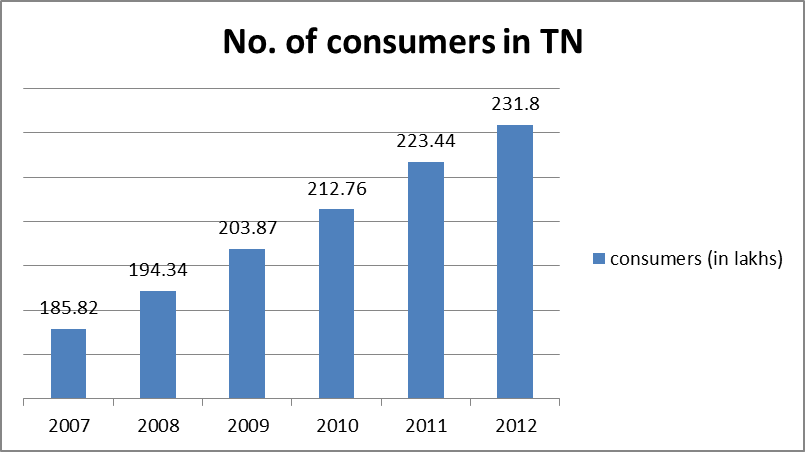 No. of consumers in TN
231.8
223.44
212.76
203.87
194.34
185.82
consumers (in lakhs)
2007 2008 2009 2010 2011 2012